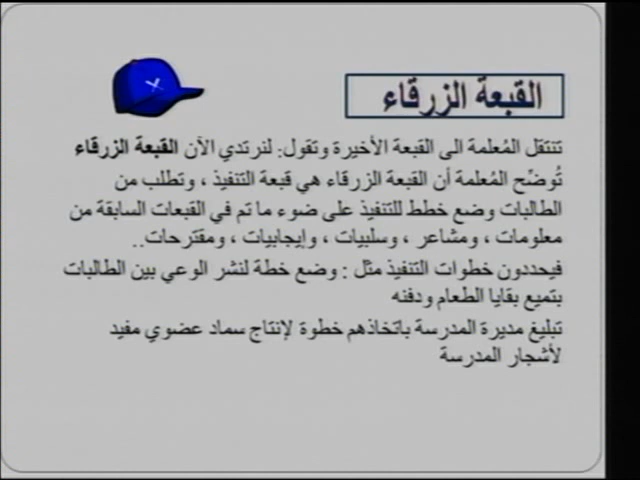 القبعة الزرقاء
تنتقل المُعلمة الى القبعة الأخيرة وتقول: لنرتدي الآن القبعة الزرقاء
تُوضّح المُعلمة أن القبعة الزرقاء هي قبعة التنفيذ ، وتطلب من
الطالبات وضع خطط للتنفيذ على ضوء ما تم في القبعات السابقة من
معلومات ، ومشاعر ، وسلبيات ، وإيجابيات ، ومقترحات..
فيحددون خطوات التنفيذ مثل : وضع خطة لنشر الوعي بين الطالبات
بتميع بقايا الطعام ودفنه
تبليغ مديرة المدرسة باتخاذهم خطوة لإنتاج سماد عضوي مفيد
لأشجار المدرسة